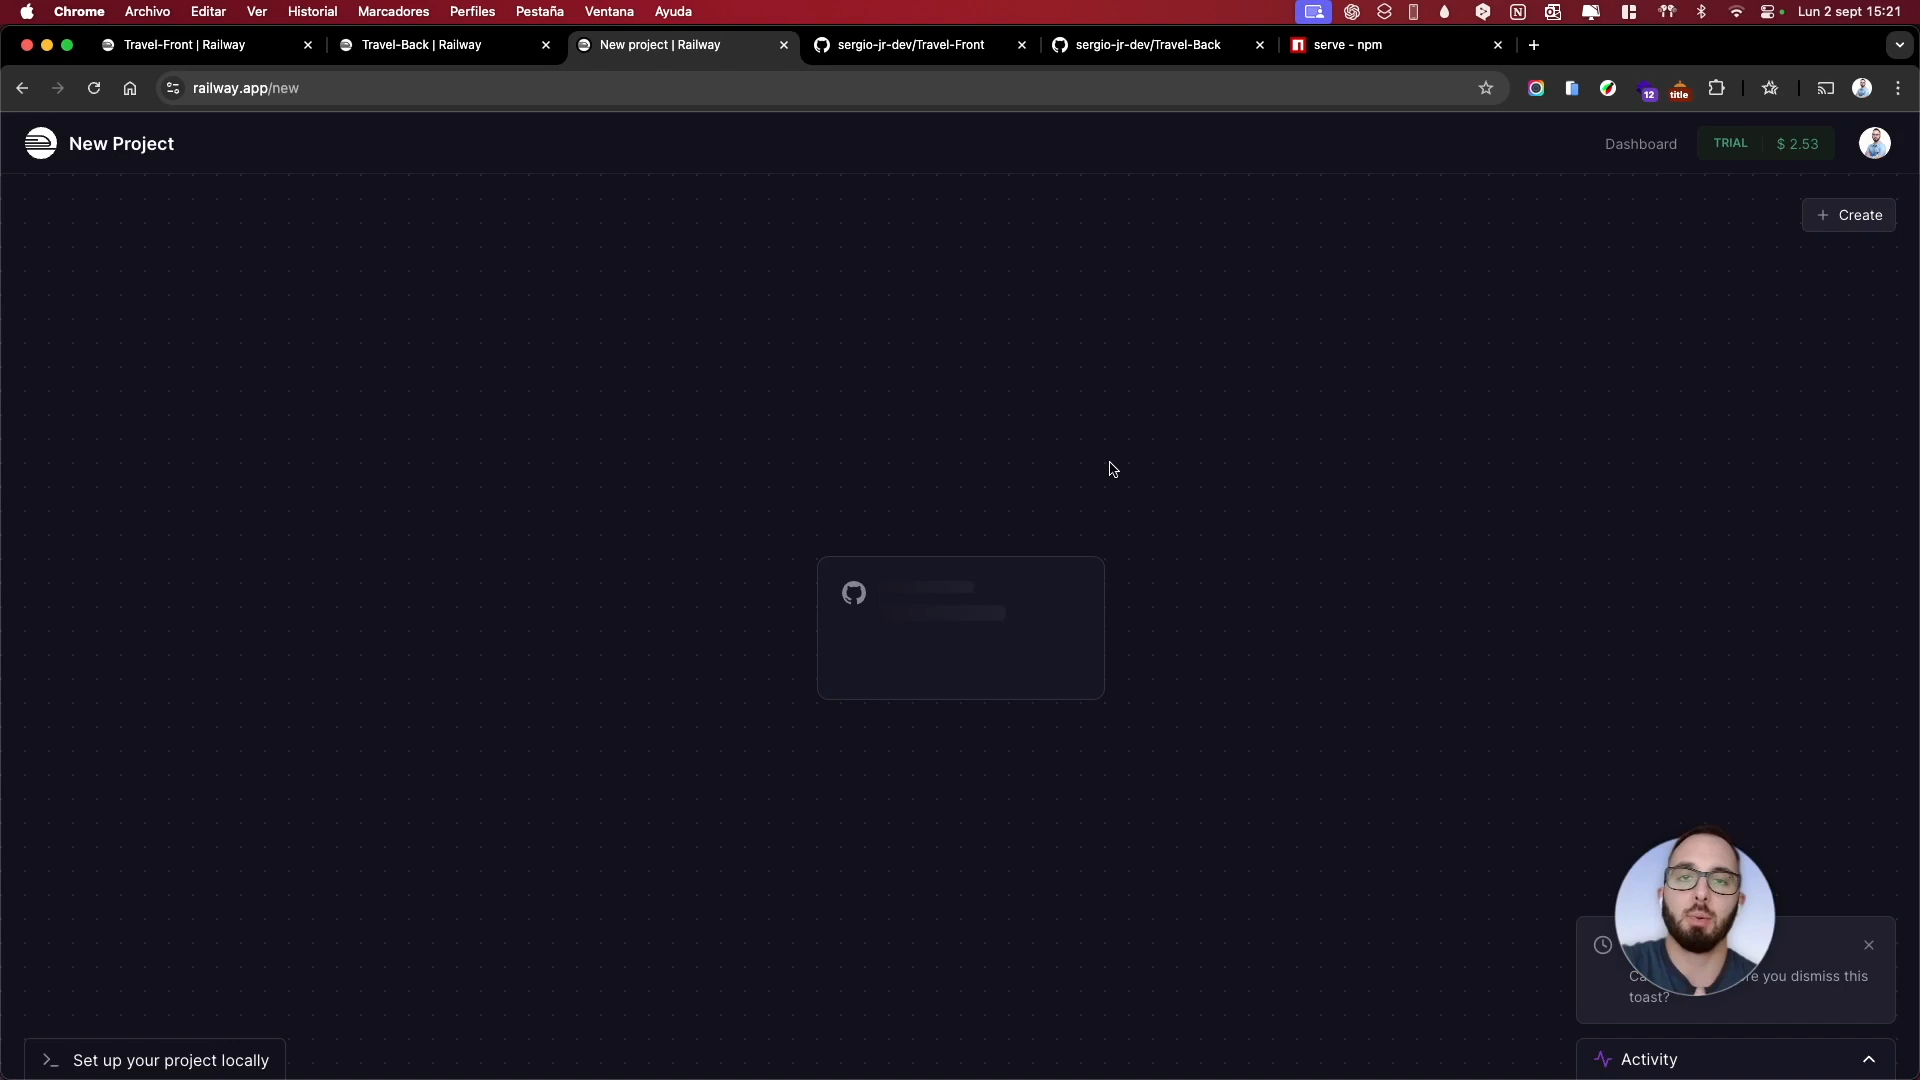 Chrome Archivo Editar Ver Historial Marcadores Perfiles Pestaña Ventana Ayuda
Lun 2 sept 15:21
Travel-Front | Railway
Travel-Back | Railway
New project | Railway
sergio-jr-dev/Travel-Front
sergio-jr-dev/Travel-Back
serve - npm
railway.app/new
12
title
New Project
Dashboard
TRIAL $ 2.53
+ Create
re you dismiss this
toast?
>_ Set up your project locally
Activity